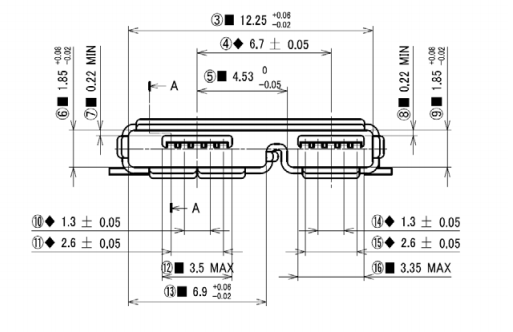 ③■ 12.25 +0.06 -0.02
④◆ 6.7 ± 0.05
⑤■ 4.53 0 -0.05
⑥■ 1.85 +0.08 -0.02
⑦■ 0.22 MIN
⑧■ 0.22 MIN
⑨■ 1.85 +0.08 -0.02
A
A
⑩◆ 1.3 ± 0.05
⑪◆ 2.6 ± 0.05
⑭◆ 1.3 ± 0.05
⑮◆ 2.6 ± 0.05
⑫■ 3.5 MAX
⑯■ 3.35 MAX
⑬■ 6.9 +0.06 -0.02